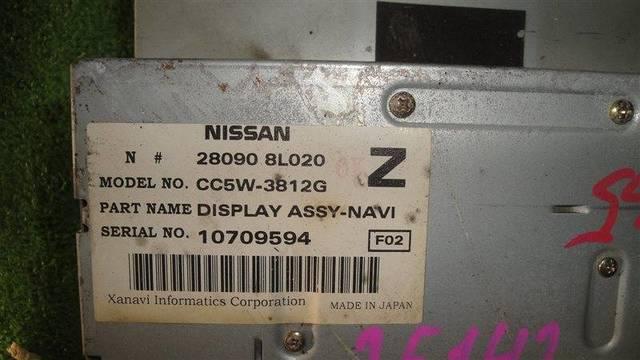 NISSAN
N # 28090 8L020
Z
MODEL NO. CC5W-3812G
PART NAME DISPLAY ASSY-NAVI
SERIAL NO. 10709594
F02
Xanavi Informatics Corporation
MADE IN JAPAN